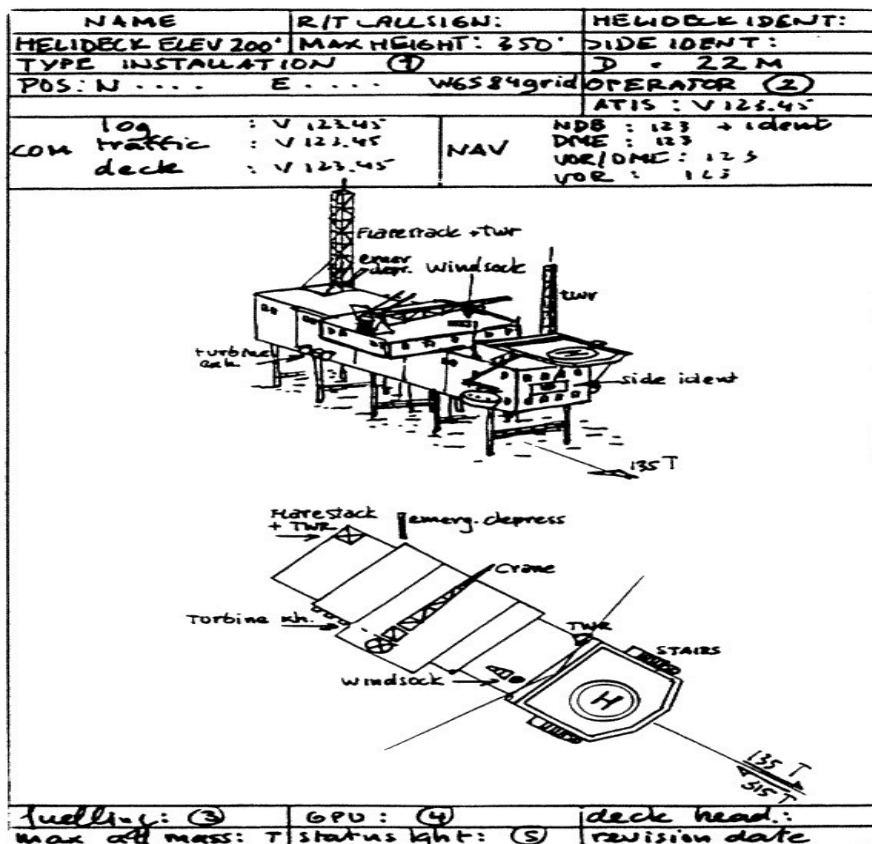 NAME R/T CALLSIGN: HELIDECK IDENT:
HELIDECK ELEV 200' MAX HEIGHT: 350' SIDE IDENT:
TYPE INSTALLATION ① D = 22 M
POS: N .... E .... WGS84grid OPERATOR ②
ATIS : V 123.45
COM log : V 123.45
traffic : V 123.45
deck : V 123.45
NAV NDB : 123 + ident
DME : 123
VOR/DME : 123
VOR : 123
Flarestack + twr
emer depr.
windsock
twr
turbine exh.
side ident
135 T
Flarestack + TWR
emerg. depress
Crane
Turbine xh.
TWR
STAIRS
windsock
H
135 T
315 T
fuelling: ③ GPU : ④ deck head.:
max all mass: T status light: ⑤ revision date